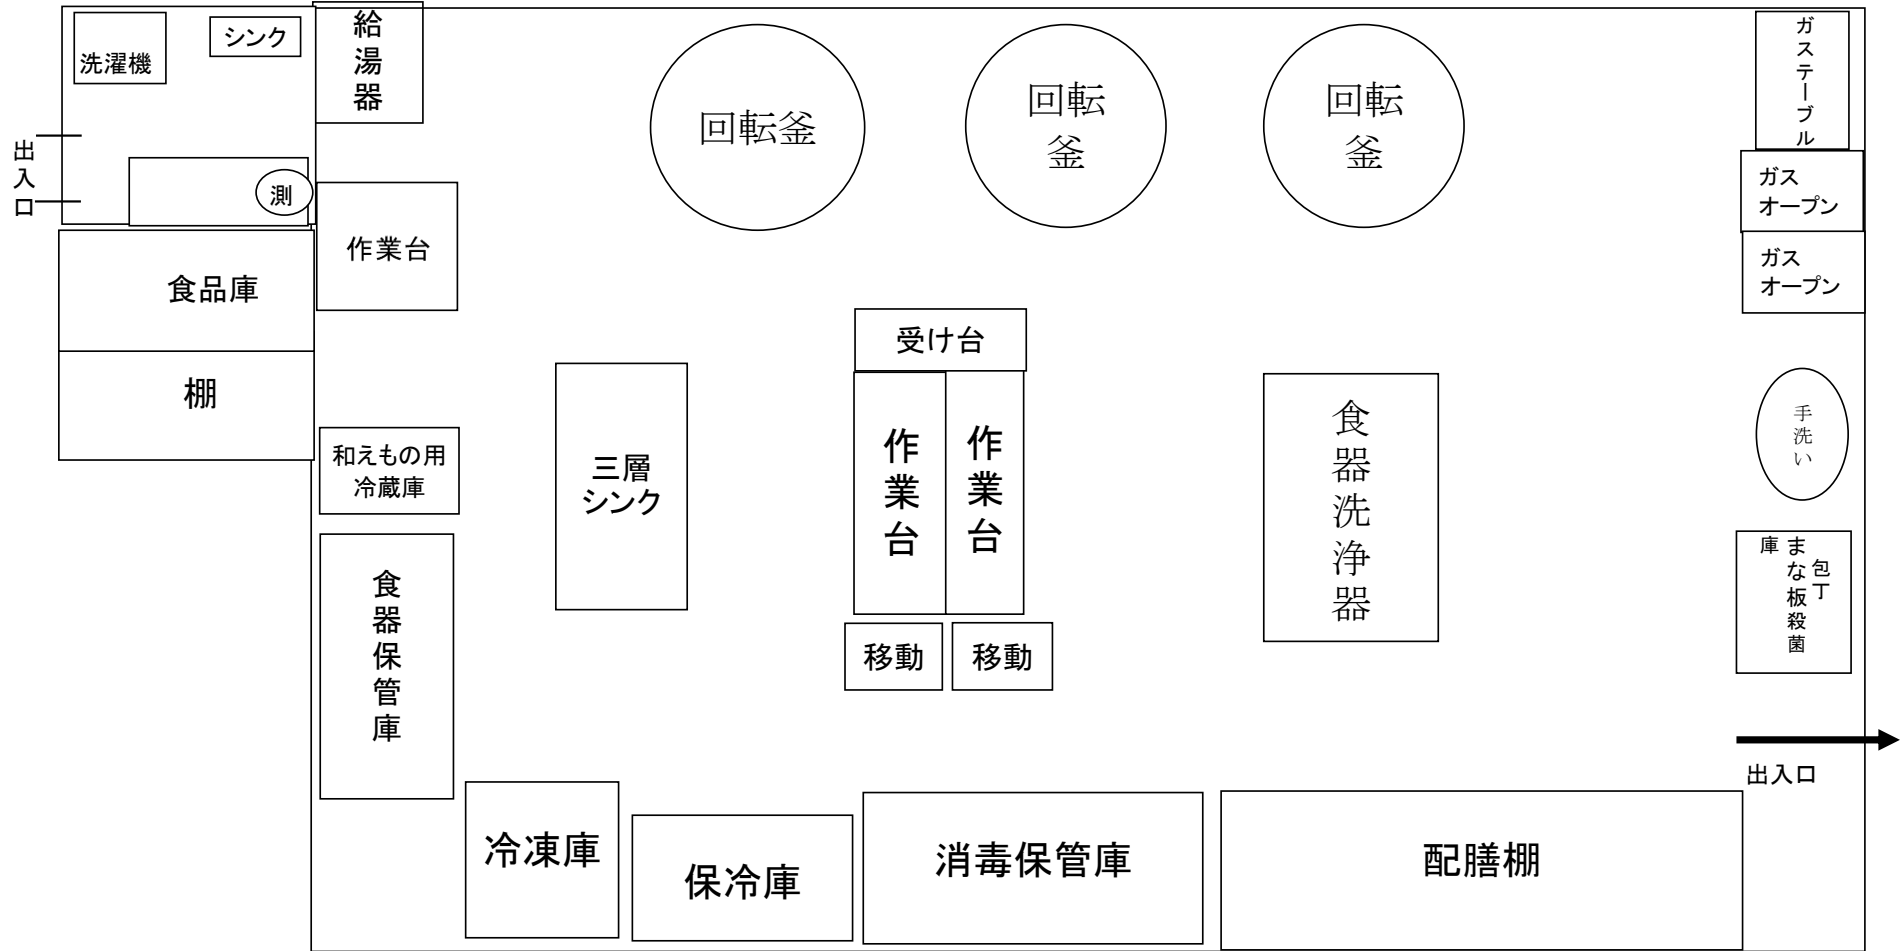 洗濯機
シンク
給湯器
回転釜
回転
釜
回転
釜
ガステーブル
出入口
測
作業台
ガス
オープン
食品庫
ガス
オープン
受け台
棚
和えもの用
冷蔵庫
三層
シンク
作業台
作業台
食器洗浄器
手洗い
食器保管庫
包丁
まな板殺菌
庫
移動
移動
出入口
冷凍庫
保冷庫
消毒保管庫
配膳棚